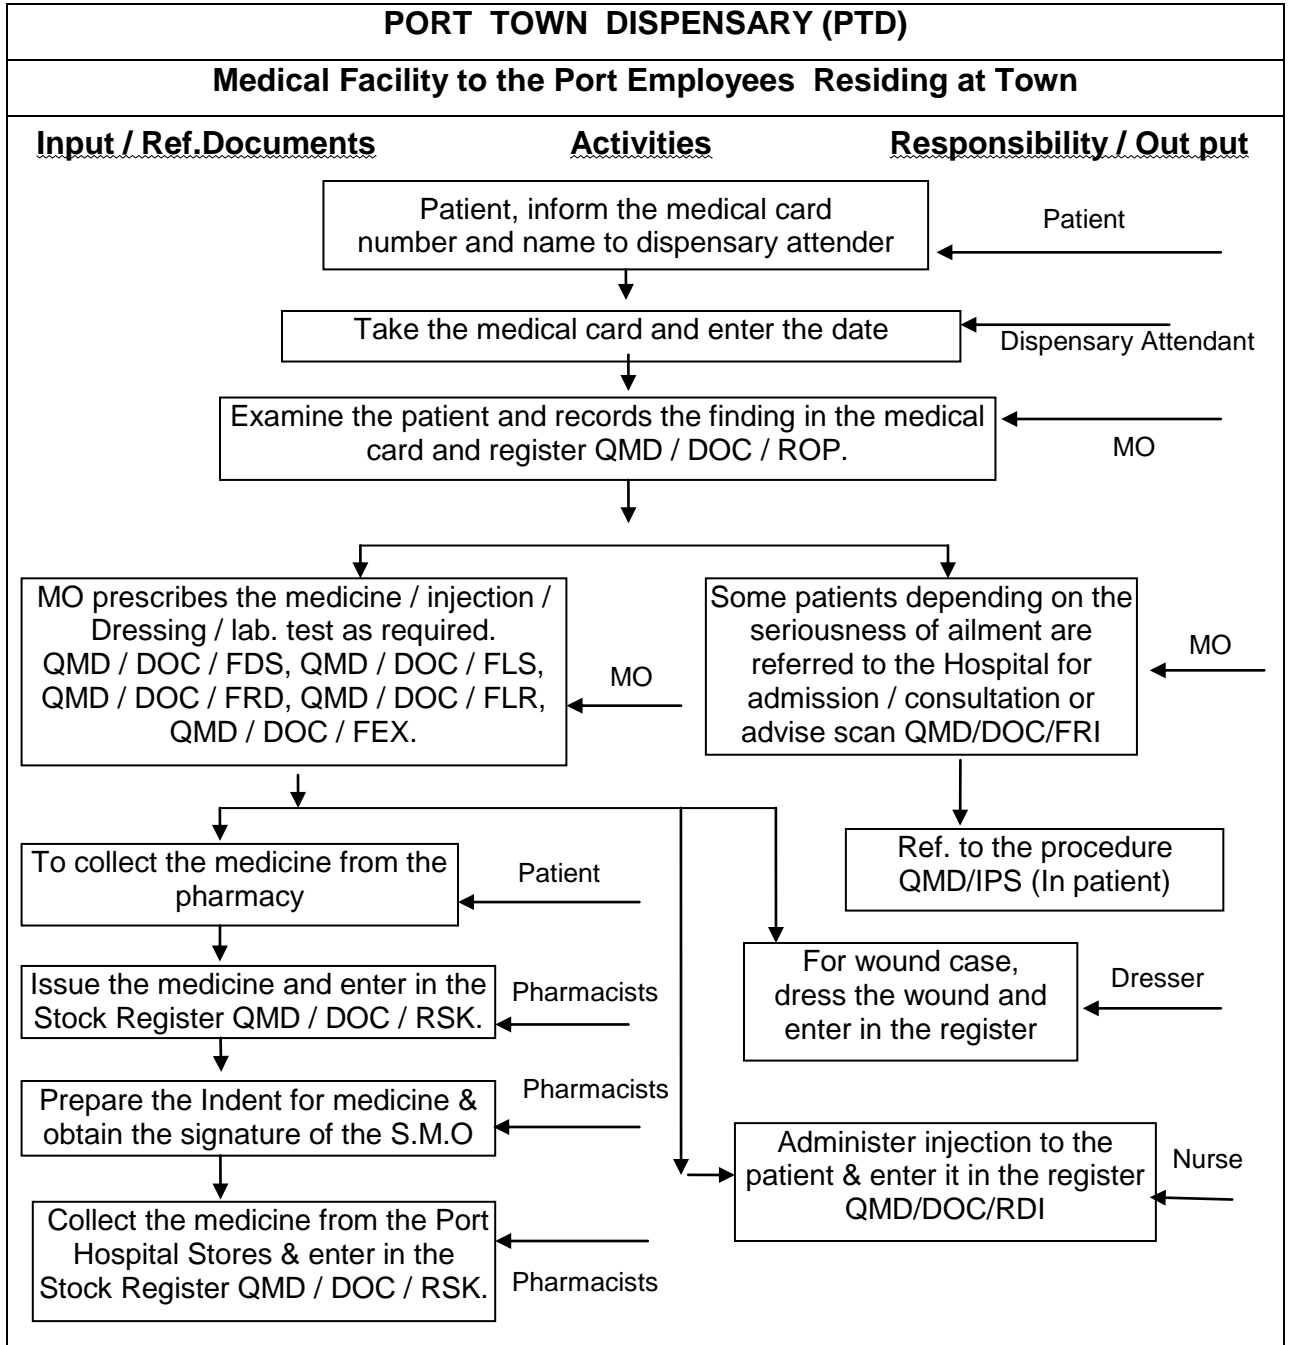 PORT TOWN DISPENSARY (PTD)
Medical Facility to the Port Employees Residing at Town
Input / Ref.Documents Activities Responsibility / Out put
Patient, inform the medical card
number and name to dispensary attender
Patient
Take the medical card and enter the date
Dispensary Attendant
Examine the patient and records the finding in the medical
card and register QMD / DOC / ROP.
MO
MO prescribes the medicine / injection /
Dressing / lab. test as required.
QMD / DOC / FDS, QMD / DOC / FLS,
QMD / DOC / FRD, QMD / DOC / FLR,
QMD / DOC / FEX.
MO
Some patients depending on the
seriousness of ailment are
referred to the Hospital for
admission / consultation or
advise scan QMD/DOC/FRI
MO
Ref. to the procedure
QMD/IPS (In patient)
To collect the medicine from the
pharmacy
Patient
For wound case,
dress the wound and
enter in the register
Dresser
Issue the medicine and enter in the
Stock Register QMD / DOC / RSK.
Pharmacists
Prepare the Indent for medicine &
obtain the signature of the S.M.O
Pharmacists
Administer injection to the
patient & enter it in the register
QMD/DOC/RDI
Nurse
Collect the medicine from the Port
Hospital Stores & enter in the
Stock Register QMD / DOC / RSK.
Pharmacists